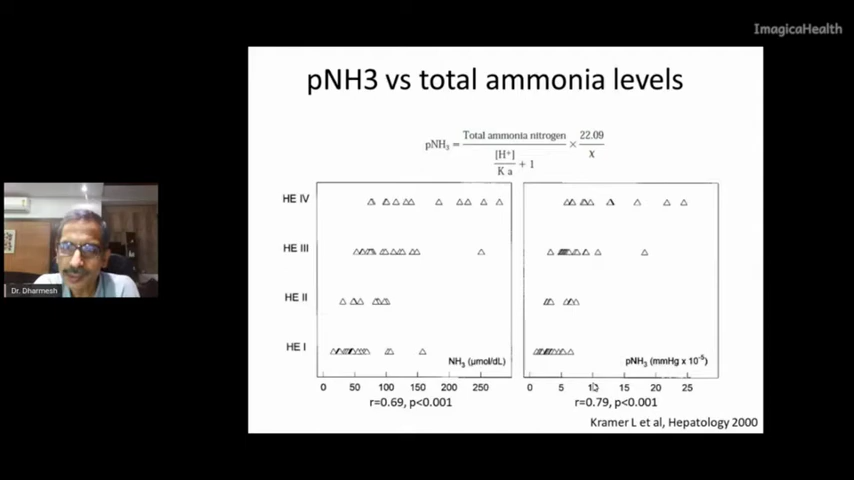 ImagicaHealth
pNH3 vs total ammonia levels
pNH₃ = Total ammonia nitrogen / ([H⁺] / K a + 1) × 22.09 / χ
HE IV
HE III
HE II
HE I
NH₃ (µmol/dL)
pNH₃ (mmHg x 10⁻⁵)
0 50 100 150 200 250
0 5 10 15 20 25
r=0.69, p<0.001
r=0.79, p<0.001
Kramer L et al, Hepatology 2000
Dr. Dharmesh